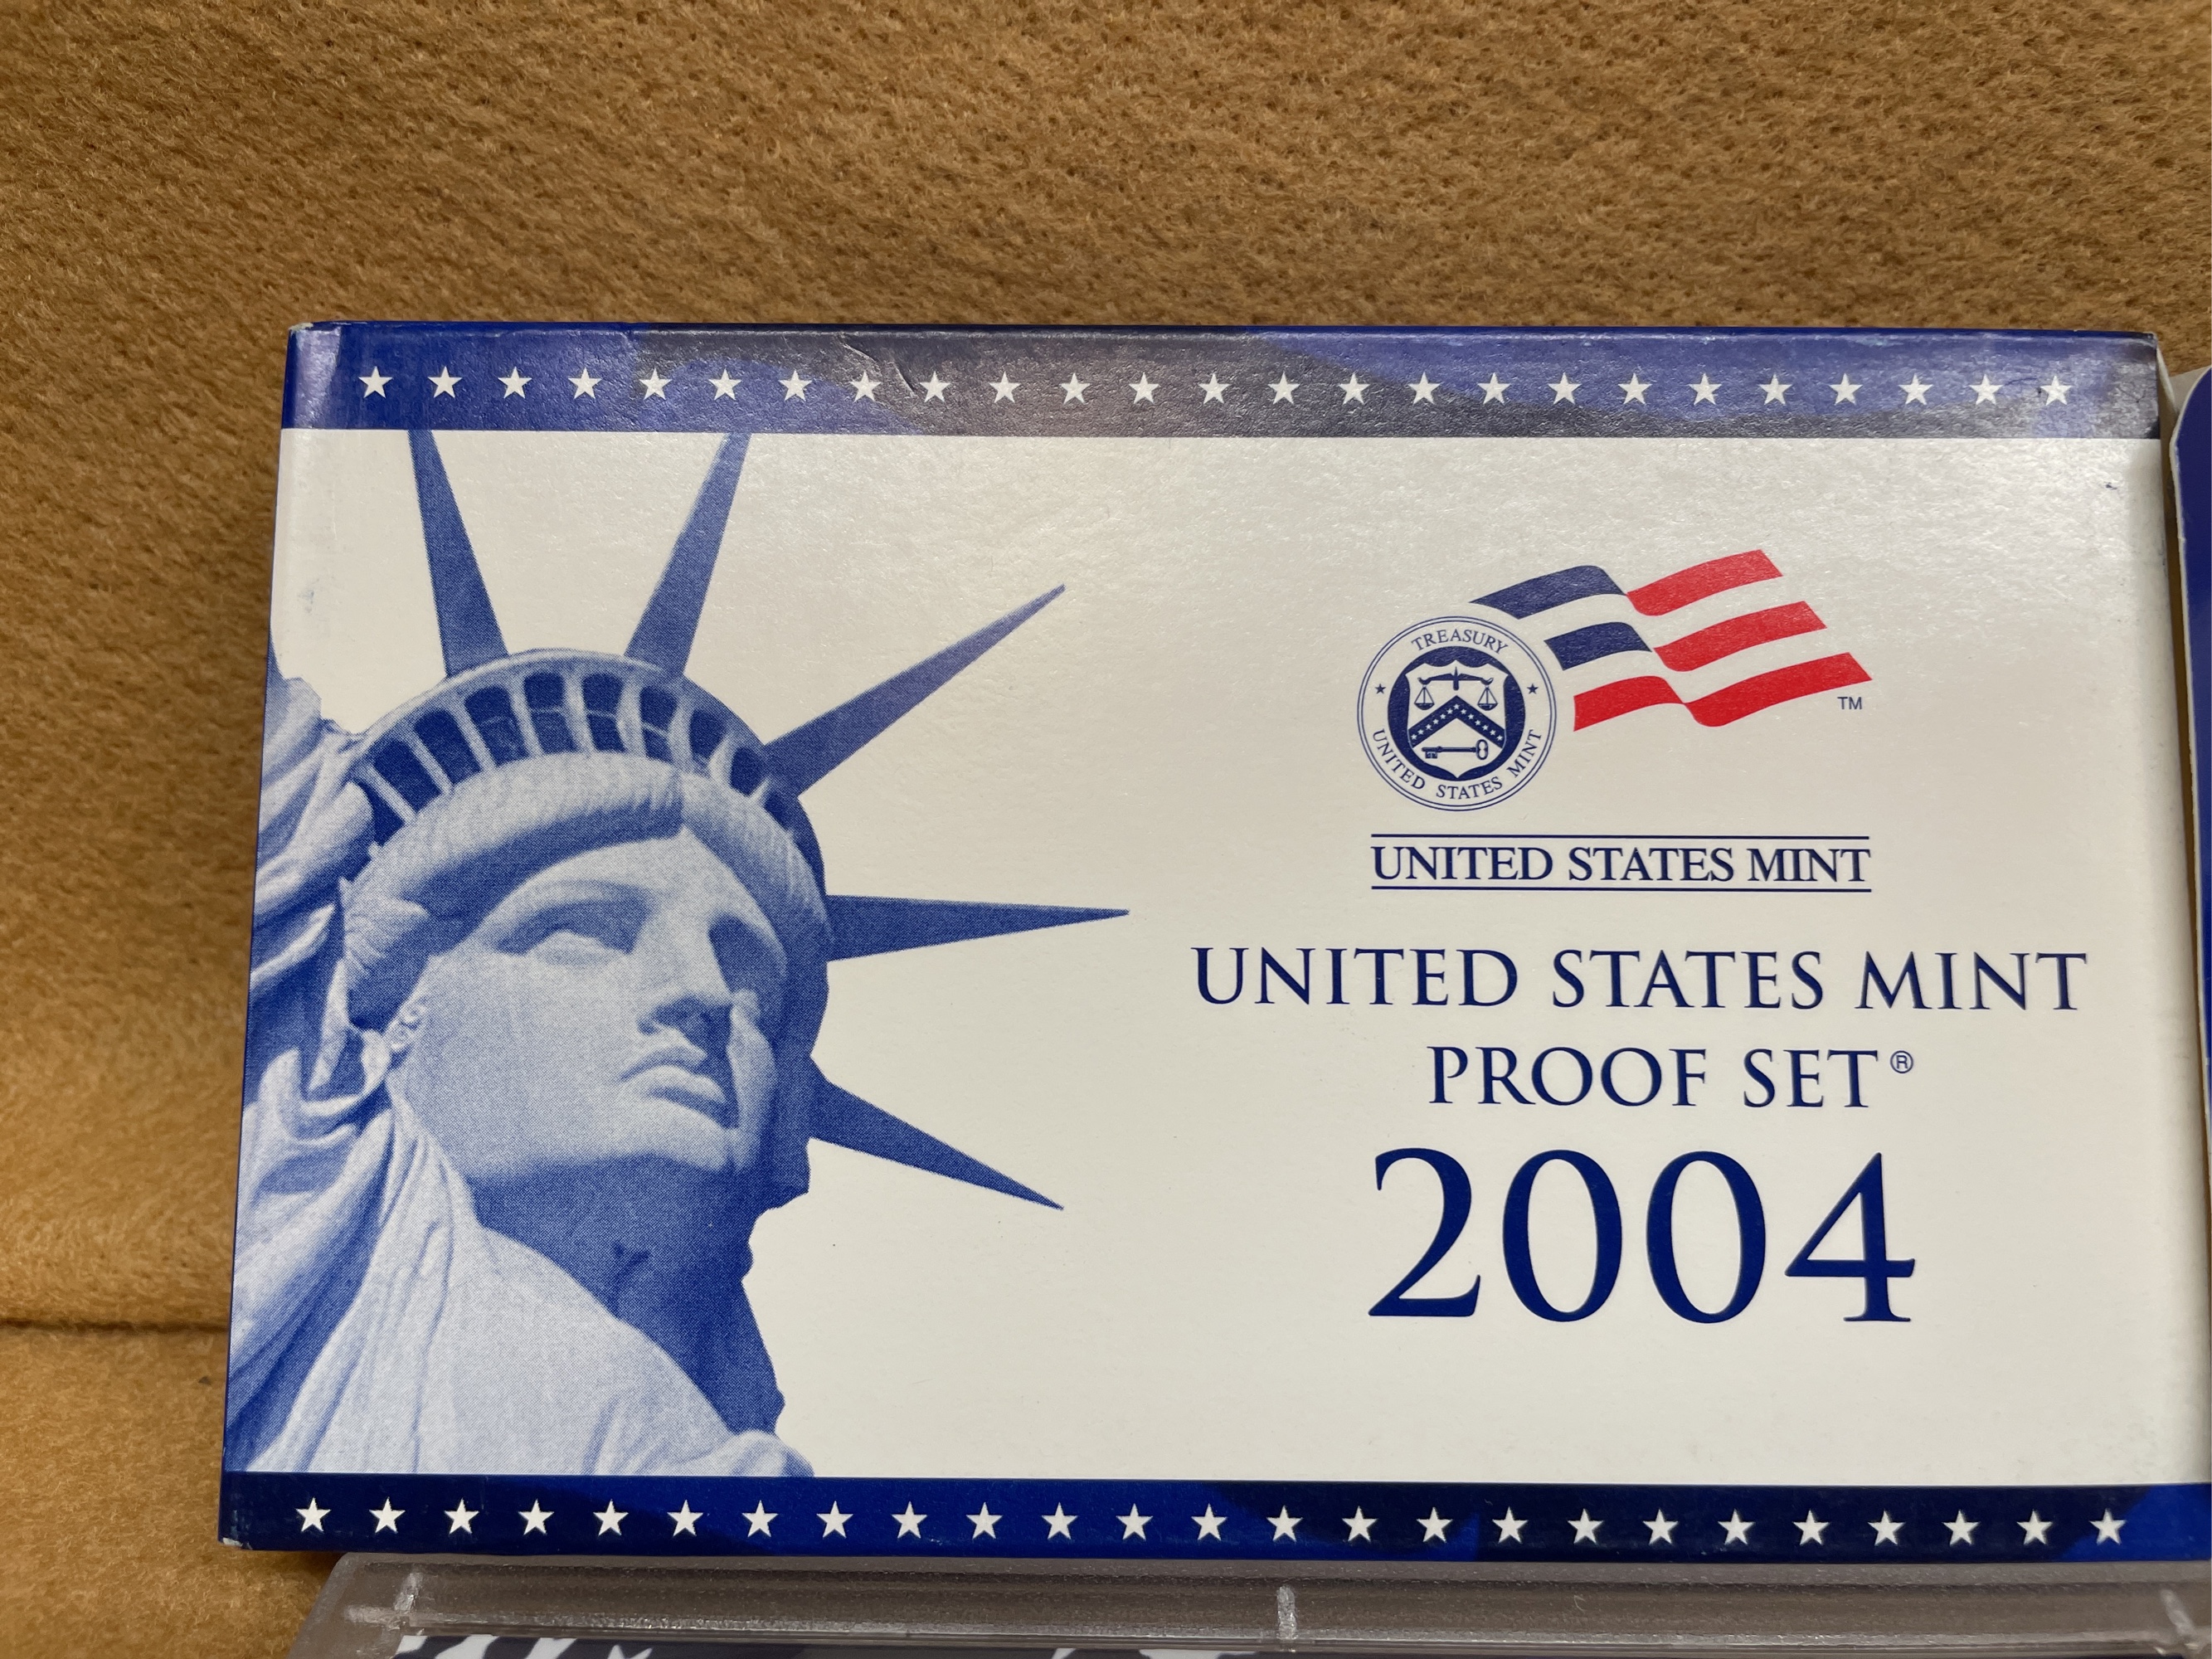 TREASURY
UNITED STATES MINT
TM
UNITED STATES MINT
UNITED STATES MINT
PROOF SET®
2004